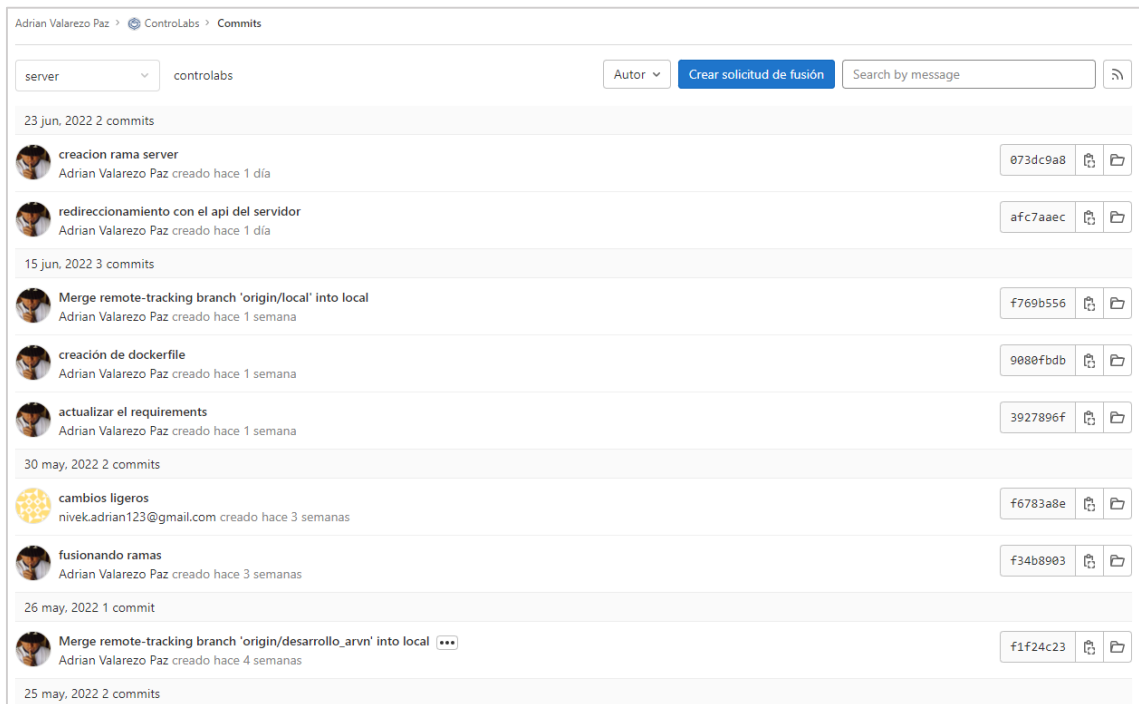 Adrian Valarezo Paz > ControLabs > Commits
server controlabs Autor Crear solicitud de fusión Search by message
23 jun, 2022 2 commits
creacion rama server
Adrian Valarezo Paz creado hace 1 día
073dc9a8
redireccionamiento con el api del servidor
Adrian Valarezo Paz creado hace 1 día
afc7aaec
15 jun, 2022 3 commits
Merge remote-tracking branch 'origin/local' into local
Adrian Valarezo Paz creado hace 1 semana
f769b556
creación de dockerfile
Adrian Valarezo Paz creado hace 1 semana
9080fbdb
actualizar el requirements
Adrian Valarezo Paz creado hace 1 semana
3927896f
30 may, 2022 2 commits
cambios ligeros
nivek.adrian123@gmail.com creado hace 3 semanas
f6783a8e
fusionando ramas
Adrian Valarezo Paz creado hace 3 semanas
f34b8903
26 may, 2022 1 commit
Merge remote-tracking branch 'origin/desarrollo_arvn' into local
Adrian Valarezo Paz creado hace 4 semanas
f1f24c23
25 may, 2022 2 commits